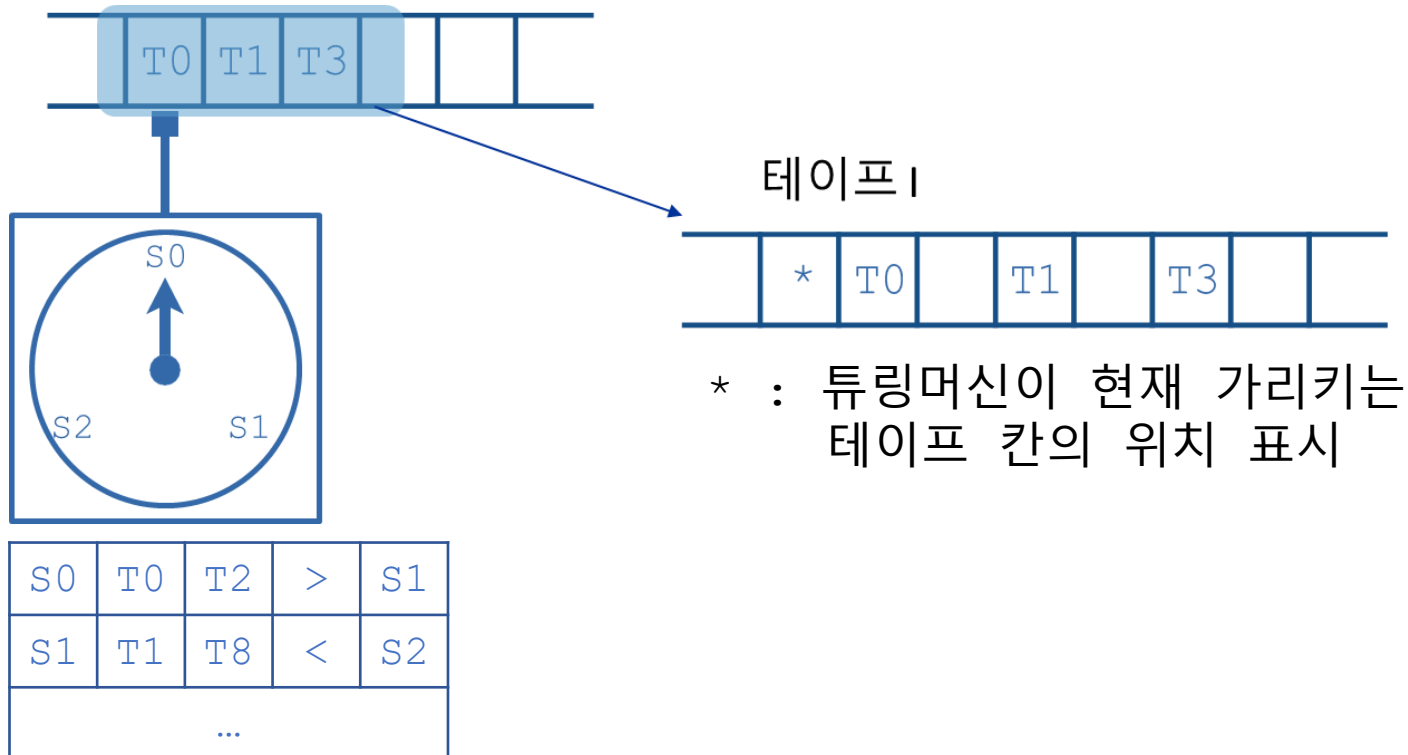 T0 T1 T3
테이프1
* T0 T1 T3
S0
S2 S1
* : 튜링머신이 현재 가리키는
테이프 칸의 위치 표시
S0 T0 T2 > S1
S1 T1 T8 < S2
…